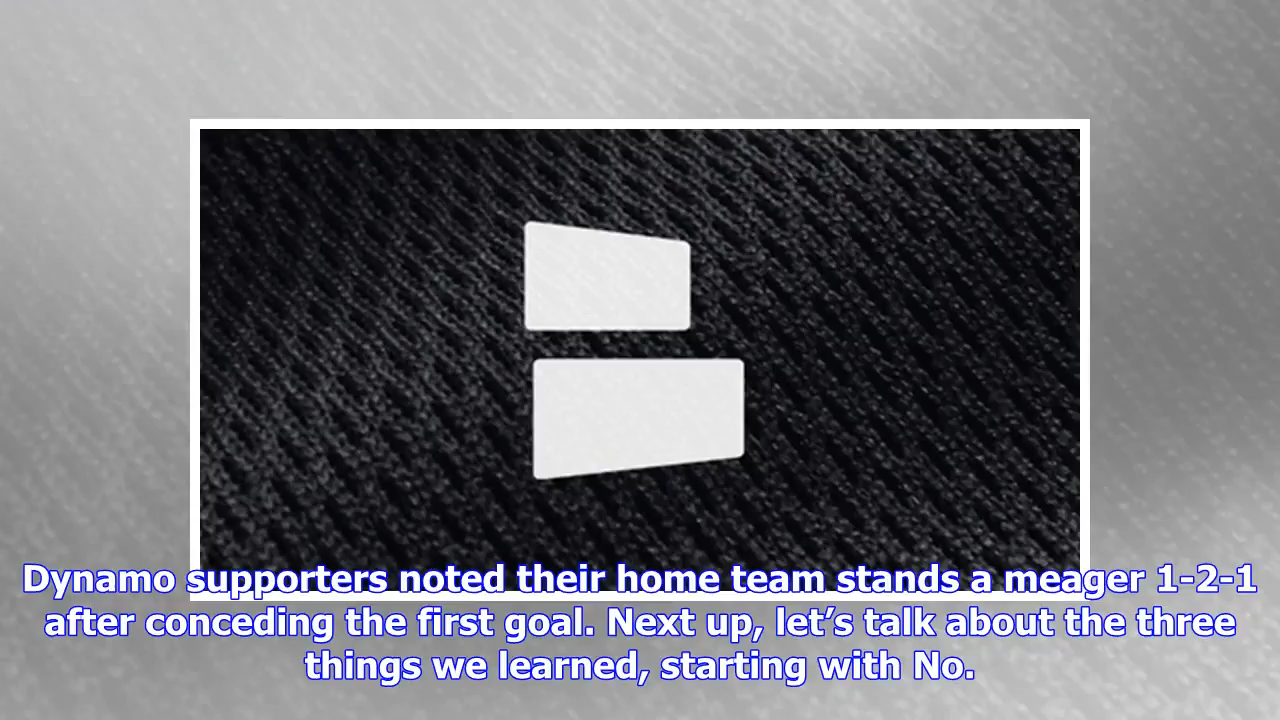 Dynamo supporters noted their home team stands a meager 1-2-1
after conceding the first goal. Next up, let’s talk about the three
things we learned, starting with No.